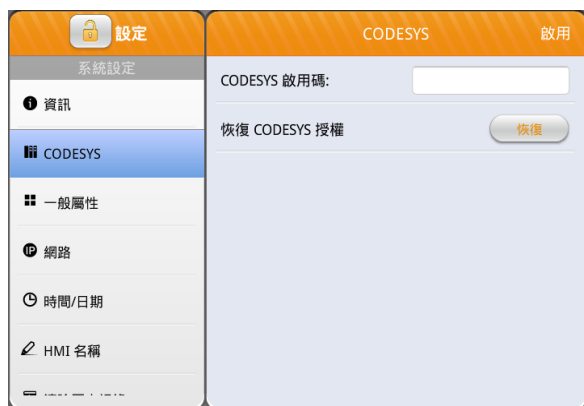 設定
系統設定
資訊
CODESYS
一般屬性
網路
時間/日期
HMI 名稱
CODESYS
啟用
CODESYS 啟用碼:
恢復 CODESYS 授權
恢復